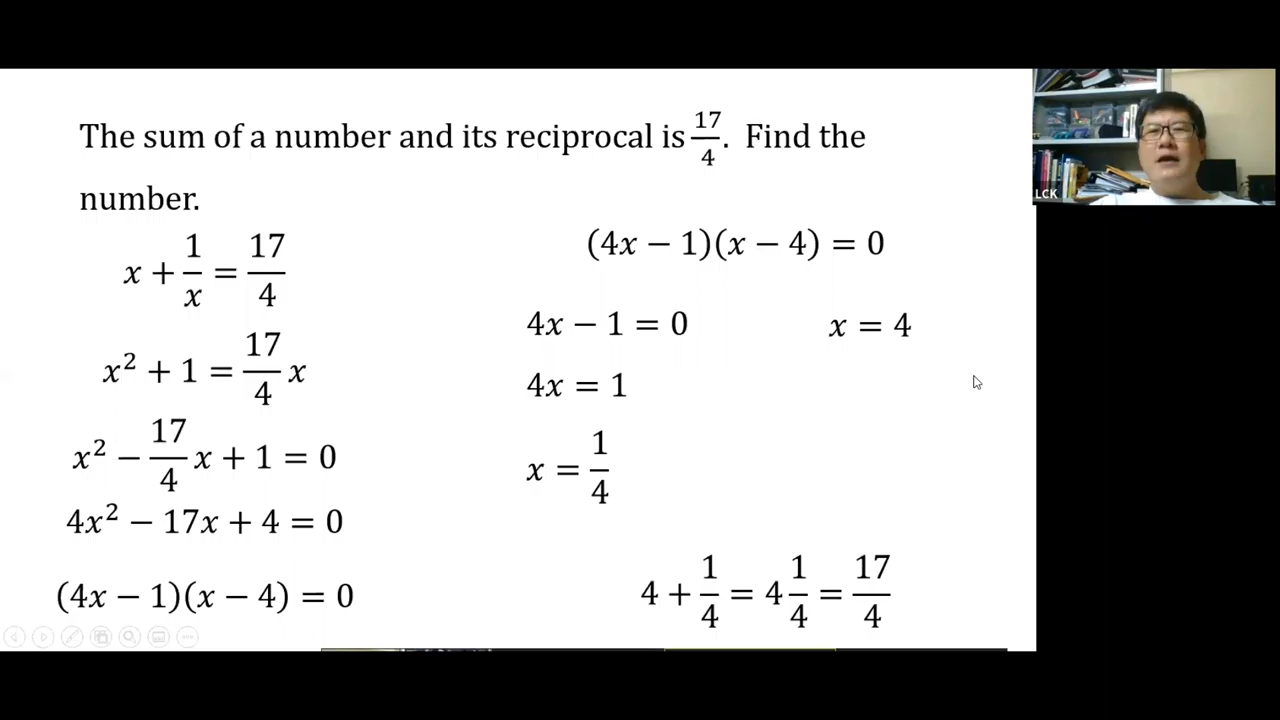 The sum of a number and its reciprocal is 17/4. Find the
number.
x + 1/x = 17/4
x² + 1 = 17/4 x
x² − 17/4 x + 1 = 0
4x² − 17x + 4 = 0
(4x − 1)(x − 4) = 0
(4x − 1)(x − 4) = 0
4x − 1 = 0
x = 4
4x = 1
x = 1/4
4 + 1/4 = 4 1/4 = 17/4
LCK